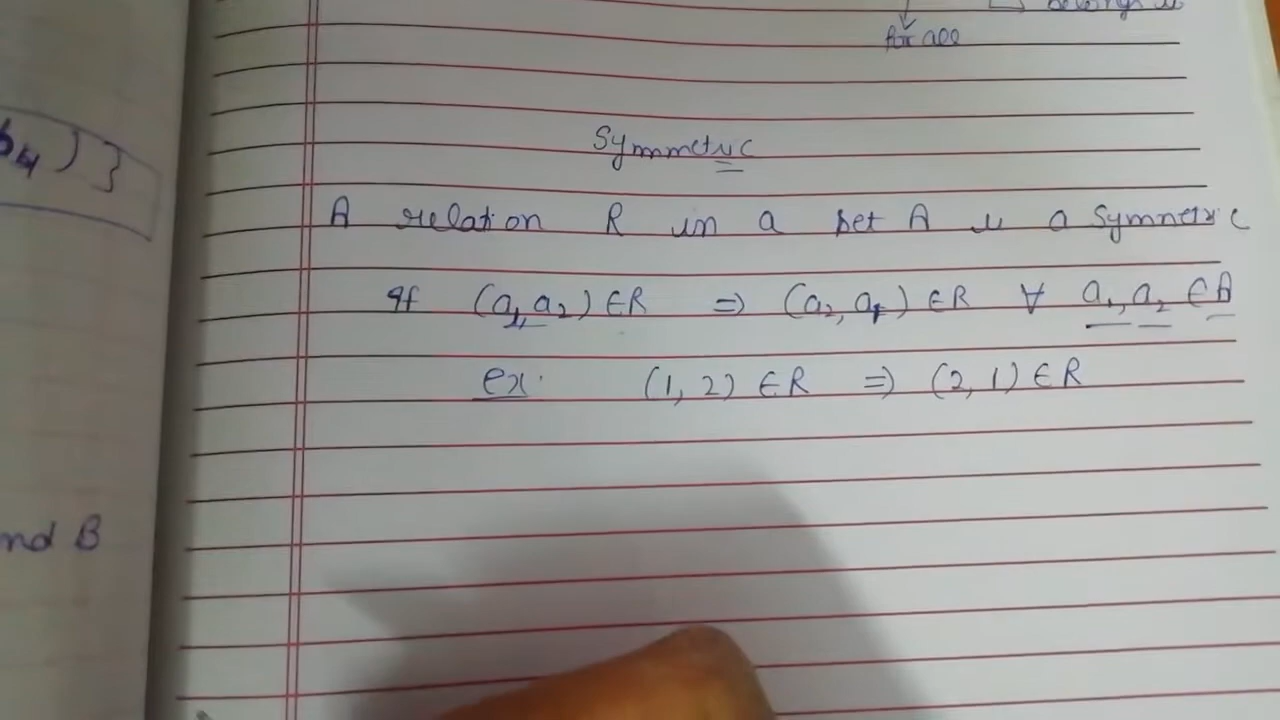 for all
Symmetric
A relation R in a set A is a Symmetric
if (a₁, a₂) ∈ R ⇒ (a₂, a₁) ∈ R ∀ a₁, a₂ ∈ A
ex. (1, 2) ∈ R ⇒ (2, 1) ∈ R
b₄) }
nd B